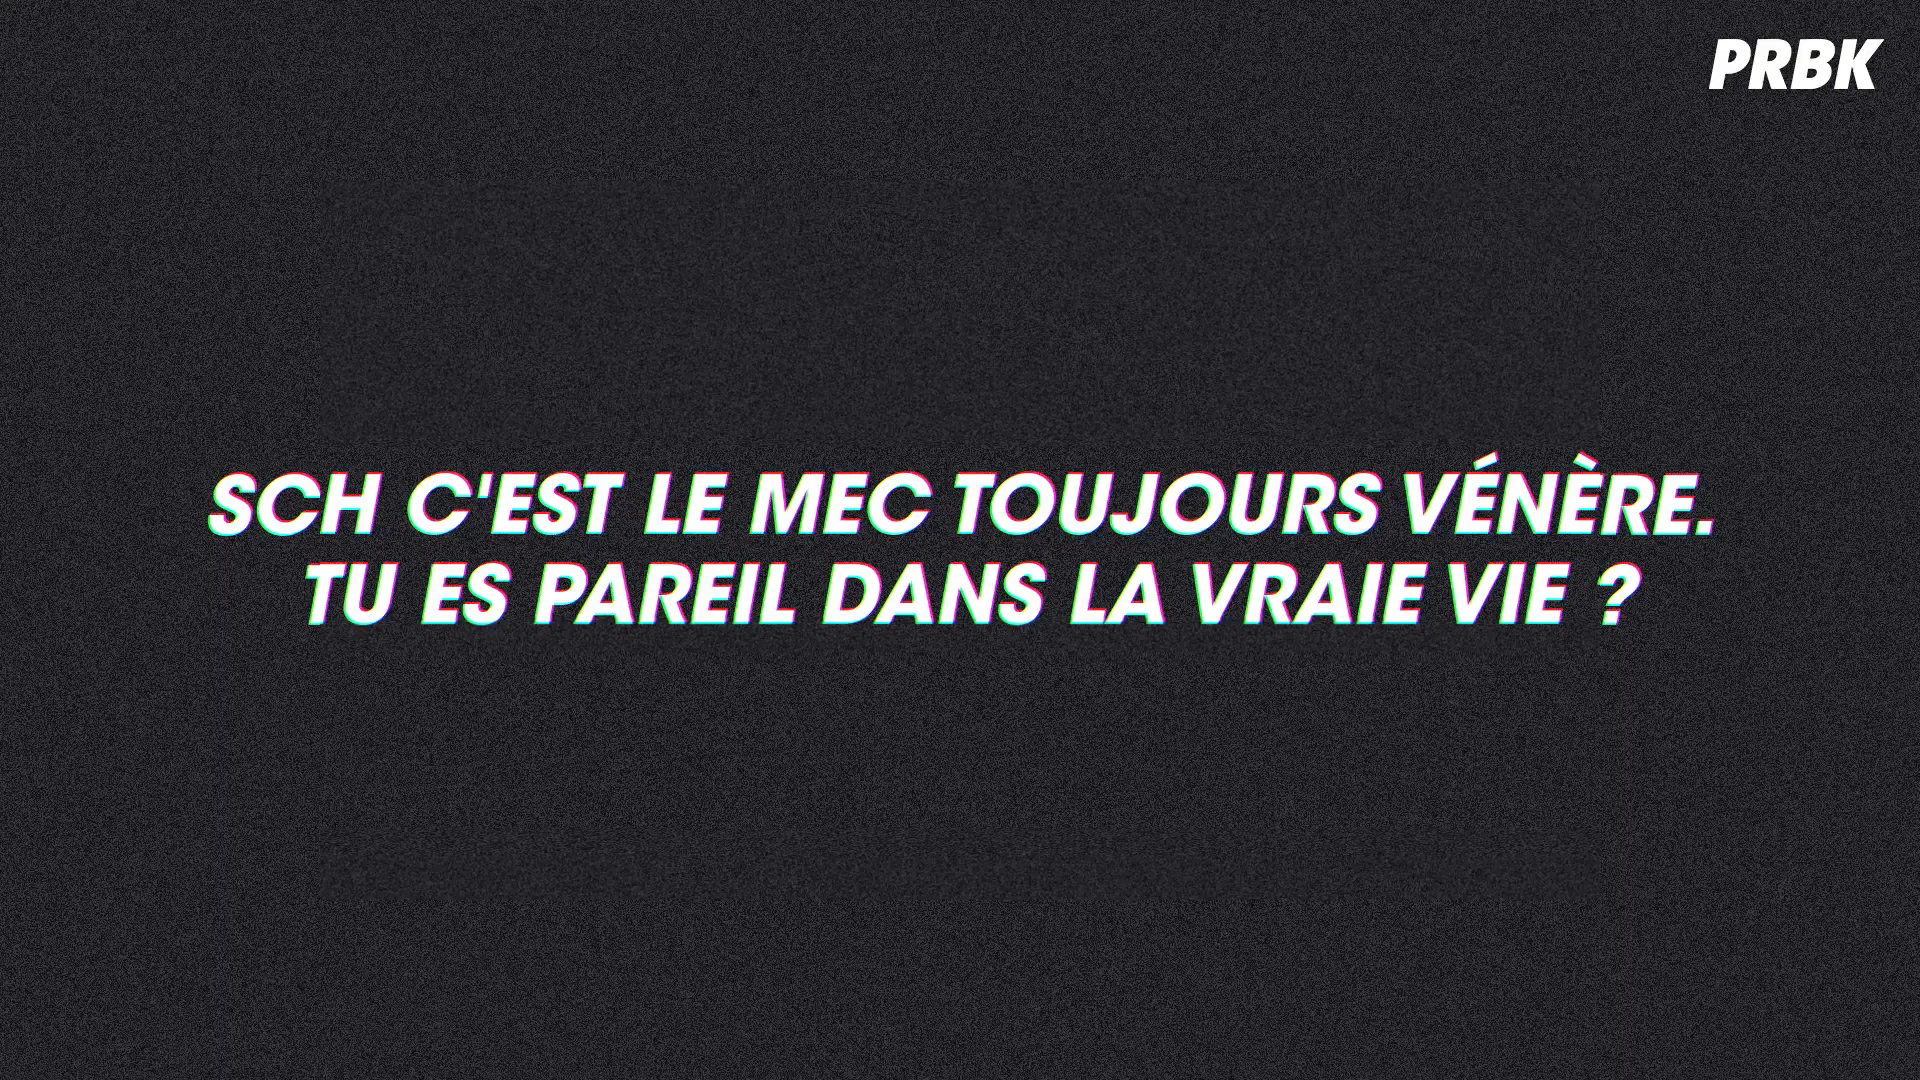 PRBK
SCH C'EST LE MEC TOUJOURS VÉNÈRE.
TU ES PAREIL DANS LA VRAIE VIE ?